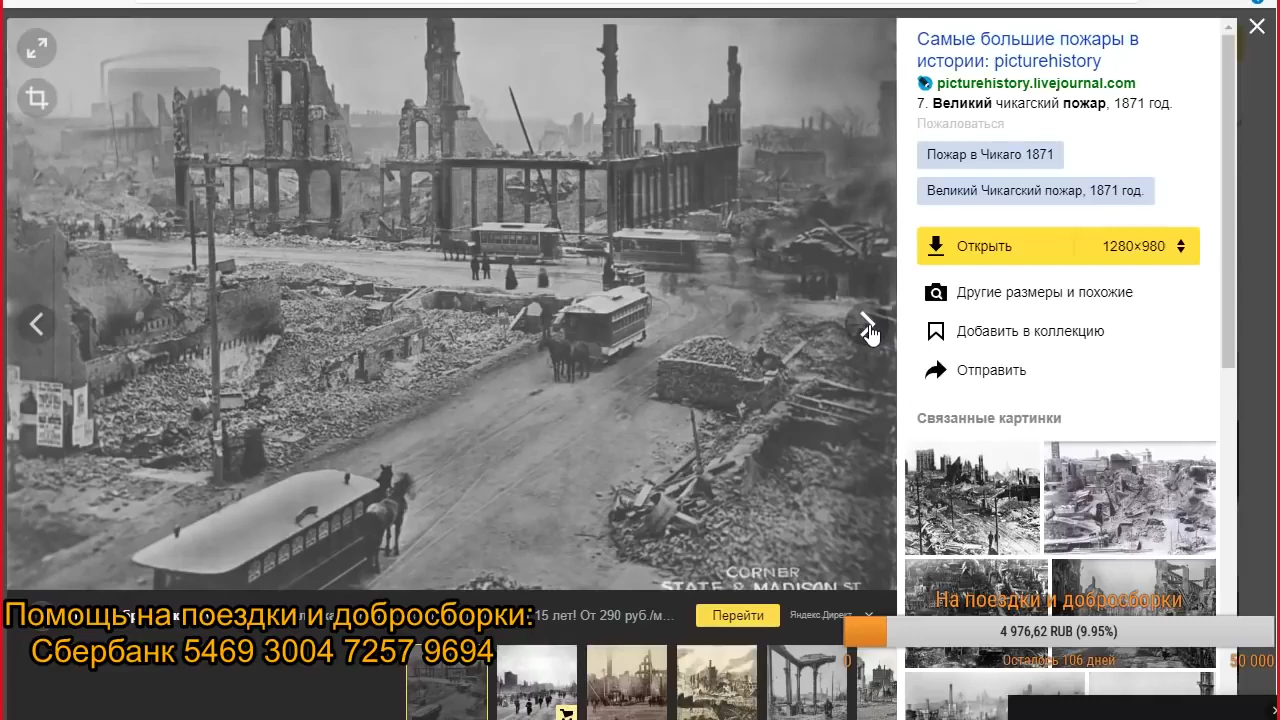 Самые большие пожары в
истории: picturehistory
picturehistory.livejournal.com
7. Великий чикагский пожар, 1871 год.
Пожаловаться
Пожар в Чикаго 1871
Великий Чикагский пожар, 1871 год.
Открыть 1280×980
Другие размеры и похожие
Добавить в коллекцию
Отправить
Связанные картинки
CORNER
STATE & MADISON ST
15 лет! От 290 руб./м...
Перейти
Яндекс.Директ
Помощь на поездки и добросборки:
Сбербанк 5469 3004 7257 9694
На поездки и добросборки
4 976,62 RUB (9.95%)
0 Осталось 106 дней 50 000